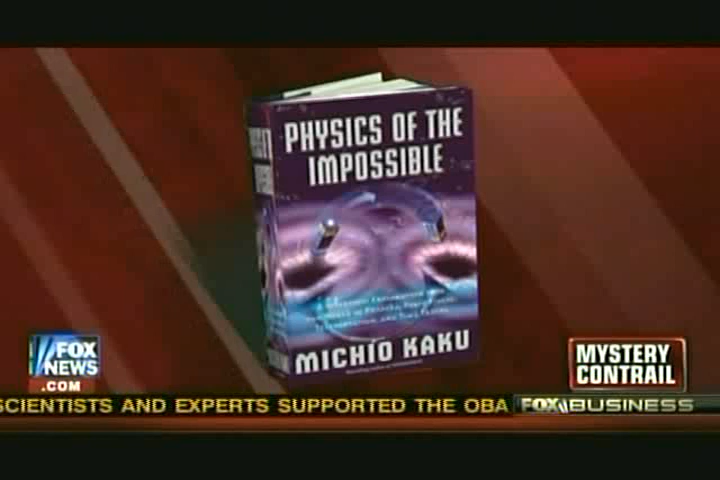 PHYSICS OF THE
IMPOSSIBLE
MICHIO KAKU
FOX
NEWS
.COM
MYSTERY
CONTRAIL
SCIENTISTS AND EXPERTS SUPPORTED THE OBA
FOX BUSINESS